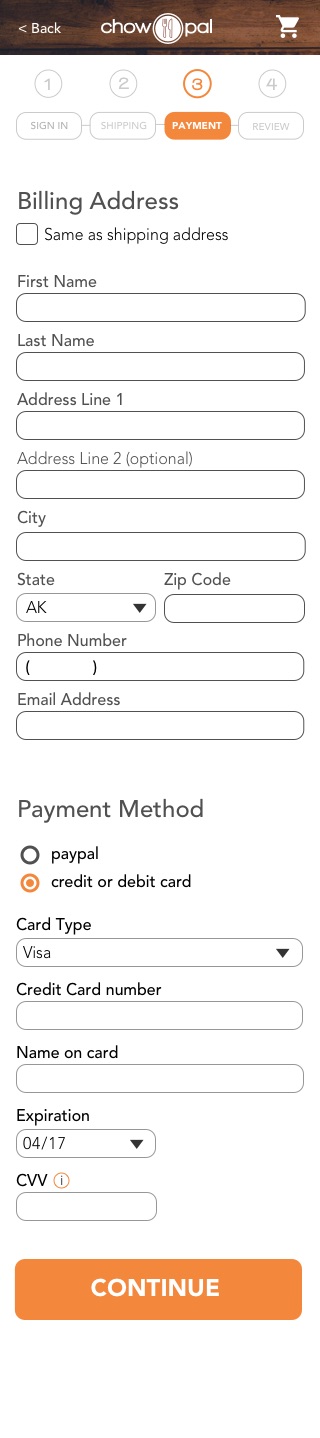 < Back chow pal
1 2 3 4
SIGN IN SHIPPING PAYMENT REVIEW
Billing Address
Same as shipping address
First Name
Last Name
Address Line 1
Address Line 2 (optional)
City
State Zip Code
AK
Phone Number
( )
Email Address
Payment Method
paypal
credit or debit card
Card Type
Visa
Credit Card number
Name on card
Expiration
04/17
CVV i
CONTINUE